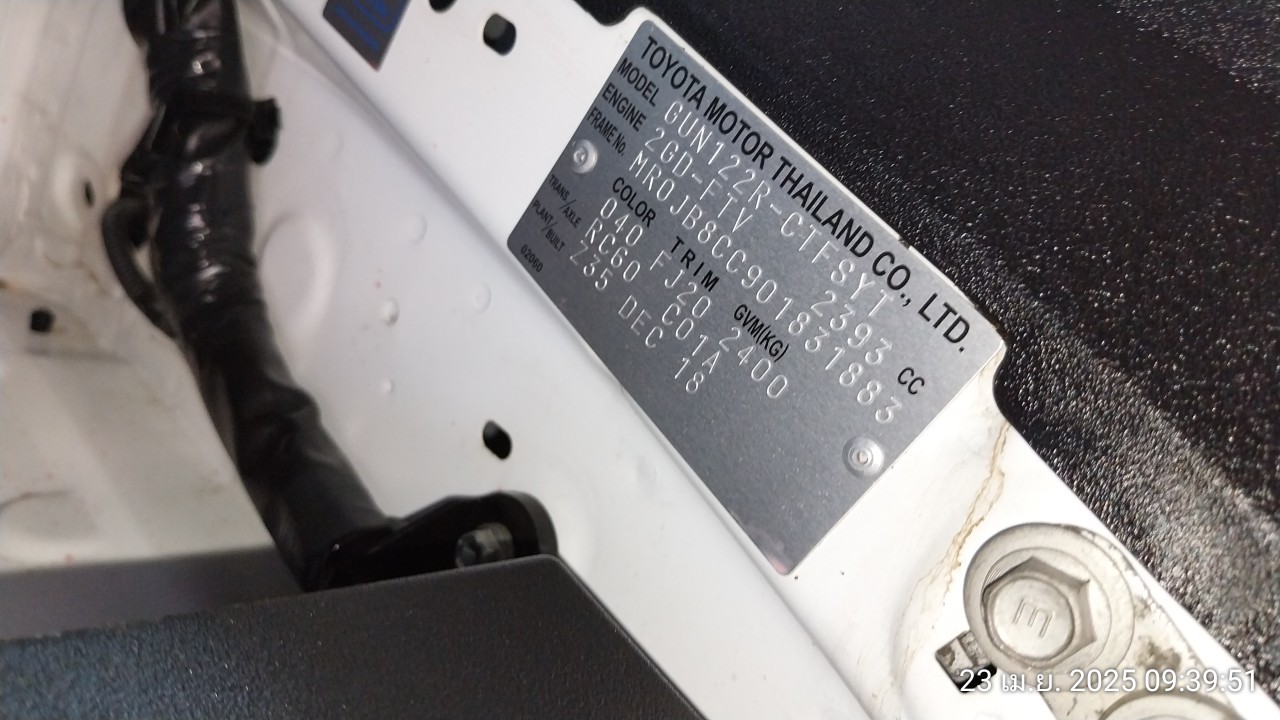 TOYOTA MOTOR THAILAND CO., LTD.
MODEL GUN122R-CTFSYT
ENGINE 2GD-FTV 2393 CC
FRAME No. MR0JB8CC901831883
COLOR TRIM GVM(KG)
040 FJ20 2400
TRANS/AXLE RC60 C01A
PLANT/BUILT Z35 DEC 18
02060
E
23 เม.ย. 2025 09:39:51